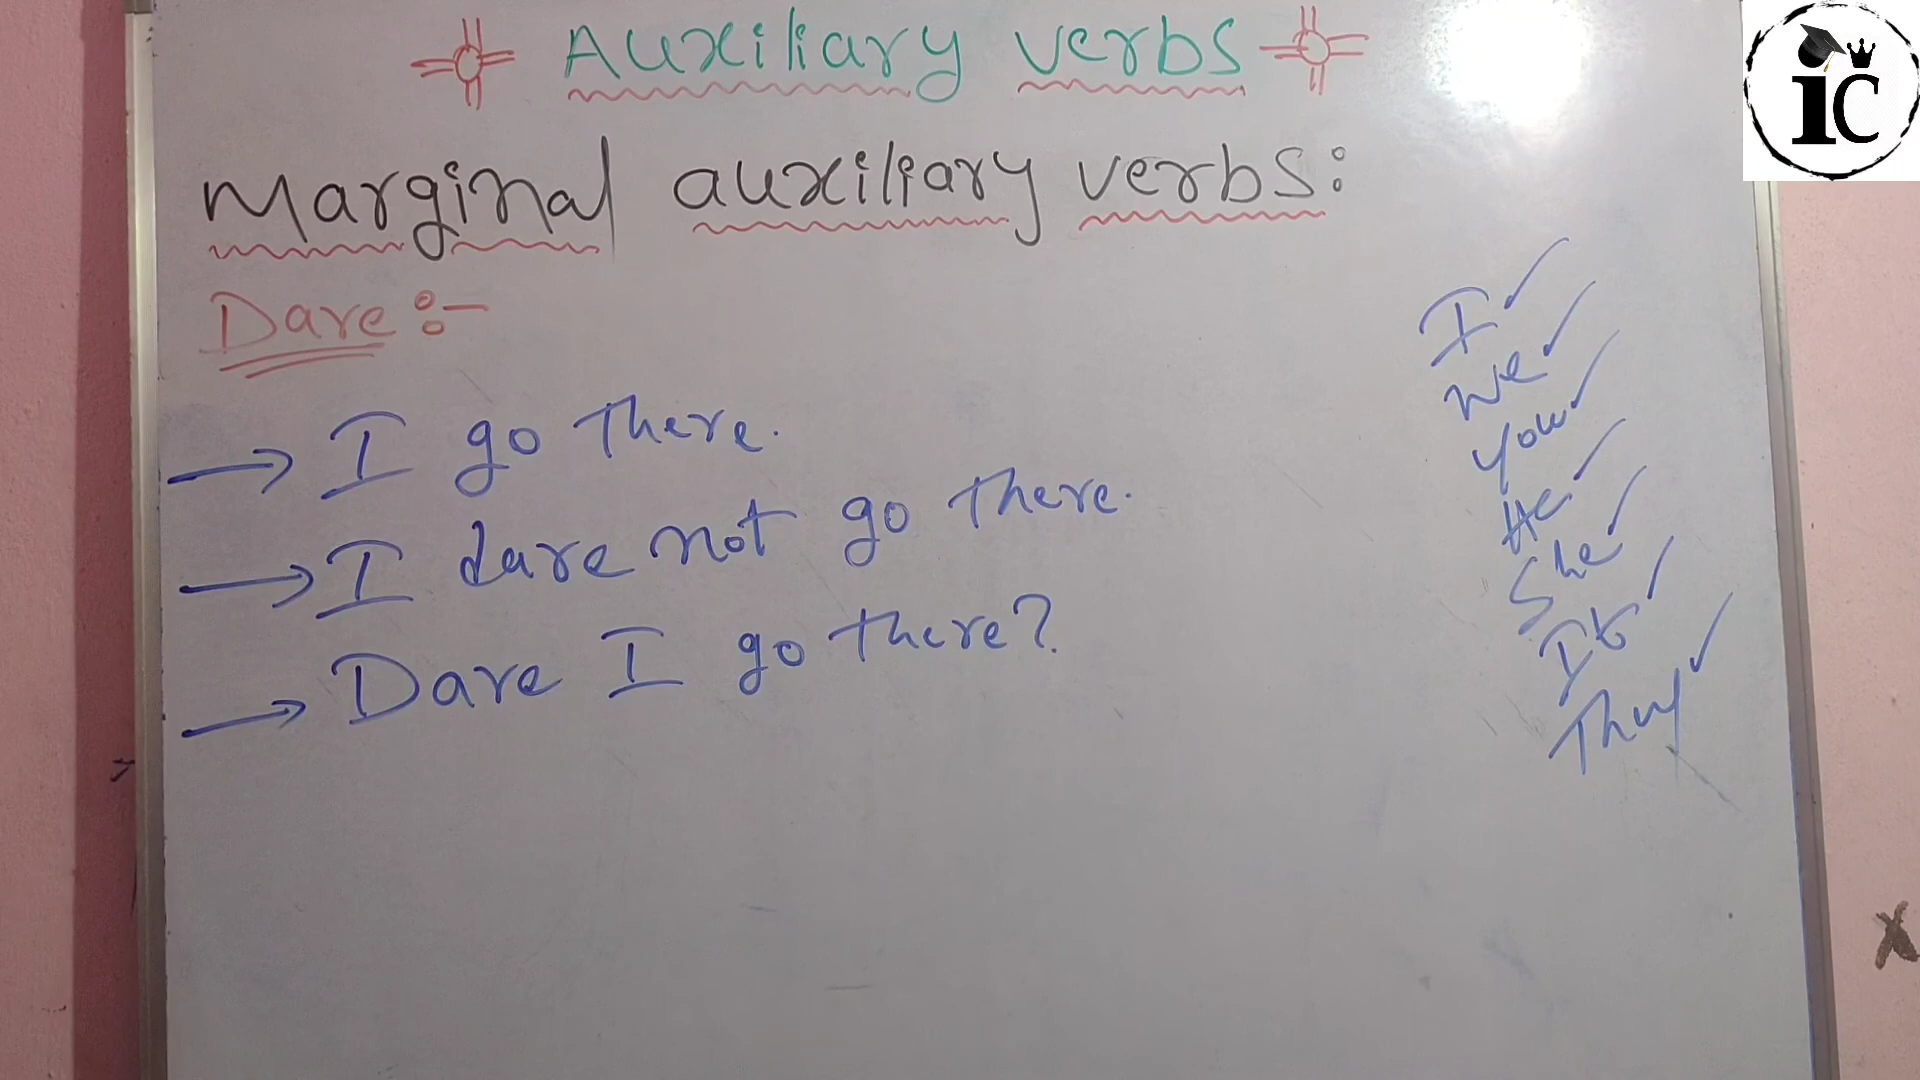 Auxiliary verbs
Marginal auxiliary verbs:
Dare :-
→ I go there.
→ I dare not go there.
→ Dare I go there?
I ✓
We ✓
You ✓
He ✓
She ✓
It ✓
They ✓
iC
x